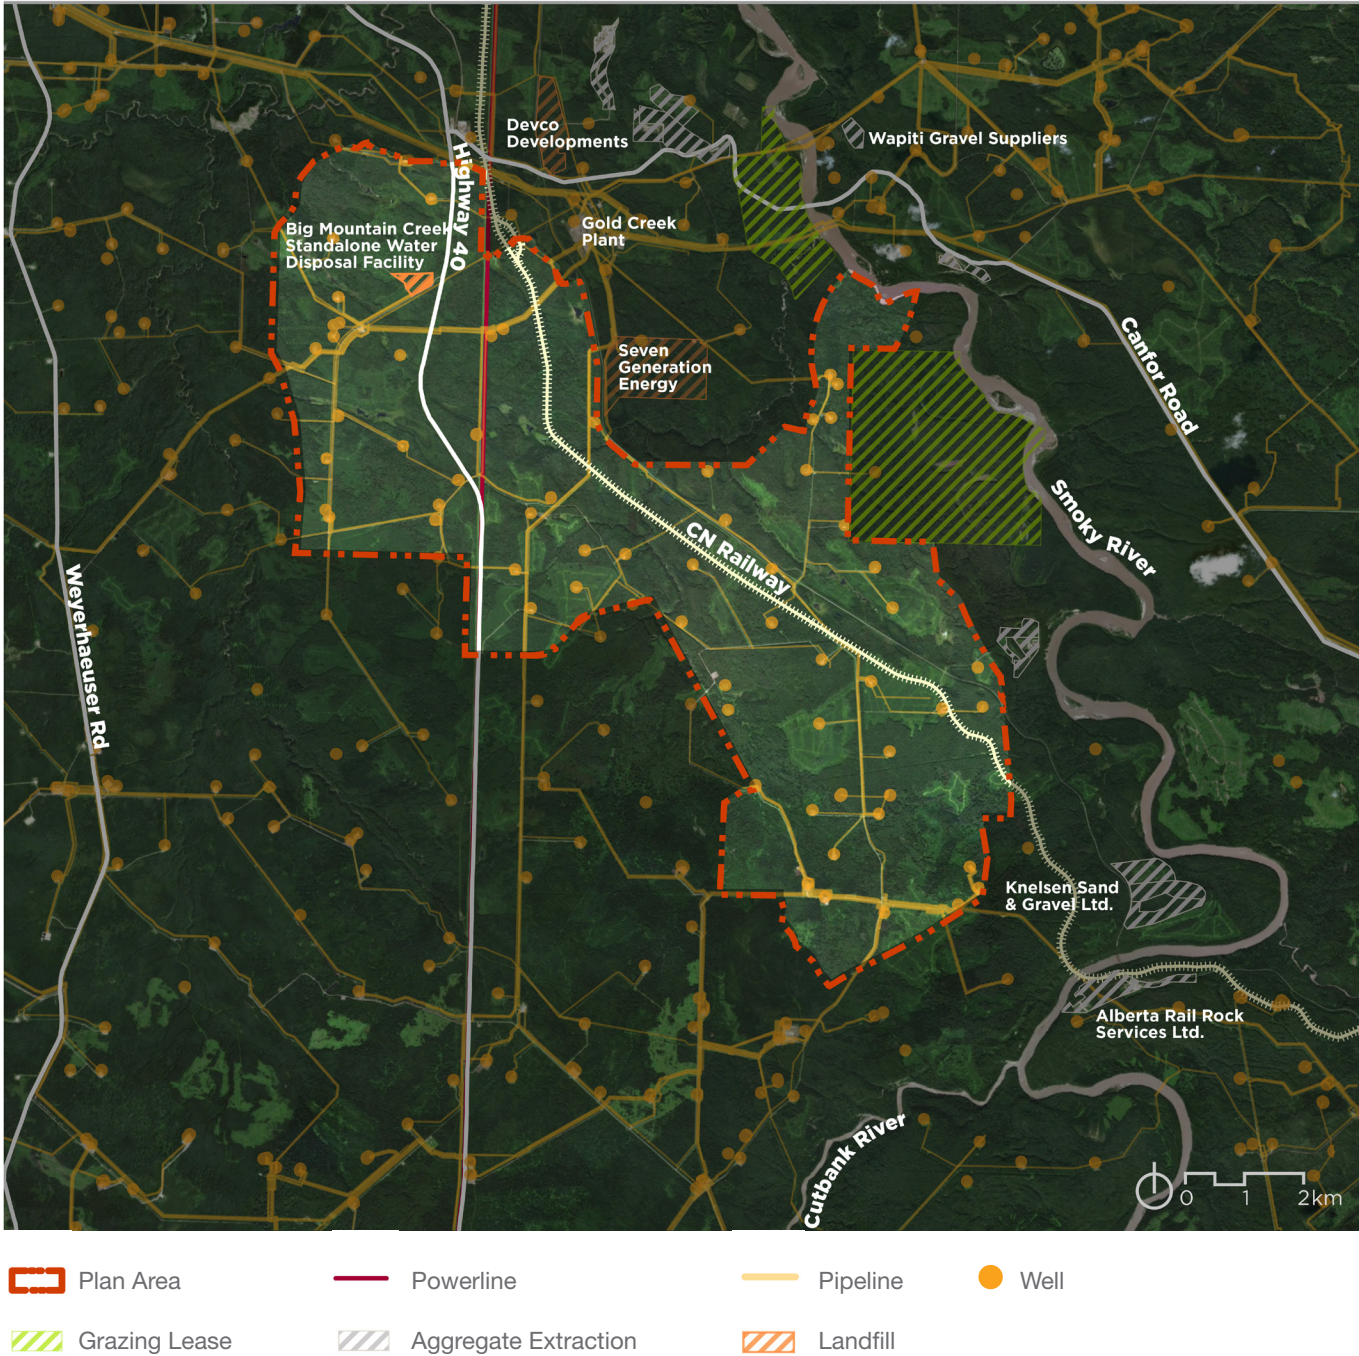 Devco
Developments
Wapiti Gravel Suppliers
Highway 40
Big Mountain Creek
Standalone Water
Disposal Facility
Gold Creek
Plant
Seven
Generation
Energy
Canfor Road
Smoky River
CN Railway
Weyerhaeuser Rd
Knelsen Sand
& Gravel Ltd.
Alberta Rail Rock
Services Ltd.
Cutbank River
0 1 2km
Plan Area
Powerline
Pipeline
Well
Grazing Lease
Aggregate Extraction
Landfill